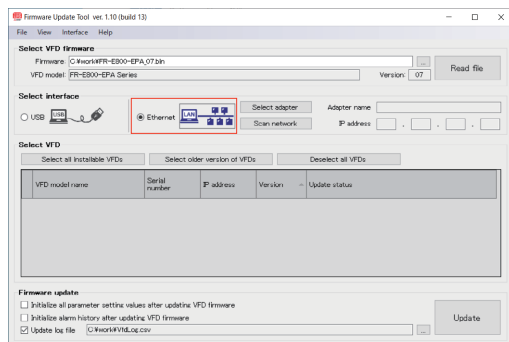 Firmware Update Tool ver. 1.10 (build 13)
File View Interface Help
Select VFD firmware
Firmware C:¥work¥FR-E800-EPA_07.bin ...
Read file
VFD model: FR-E800-EPA Series Version: 07
Select interface
USB USB Ethernet LAN
Select adapter Adapter name
Scan network IP address . . .
Select VFD
Select all installable VFDs Select older version of VFDs Deselect all VFDs
VFD model name Serial number IP address Version Update status
Firmware update
Initialize all parameter setting values after updating VFD firmware
Initialize alarm history after updating VFD firmware
Update log file C:¥work¥VfdLog.csv ...
Update